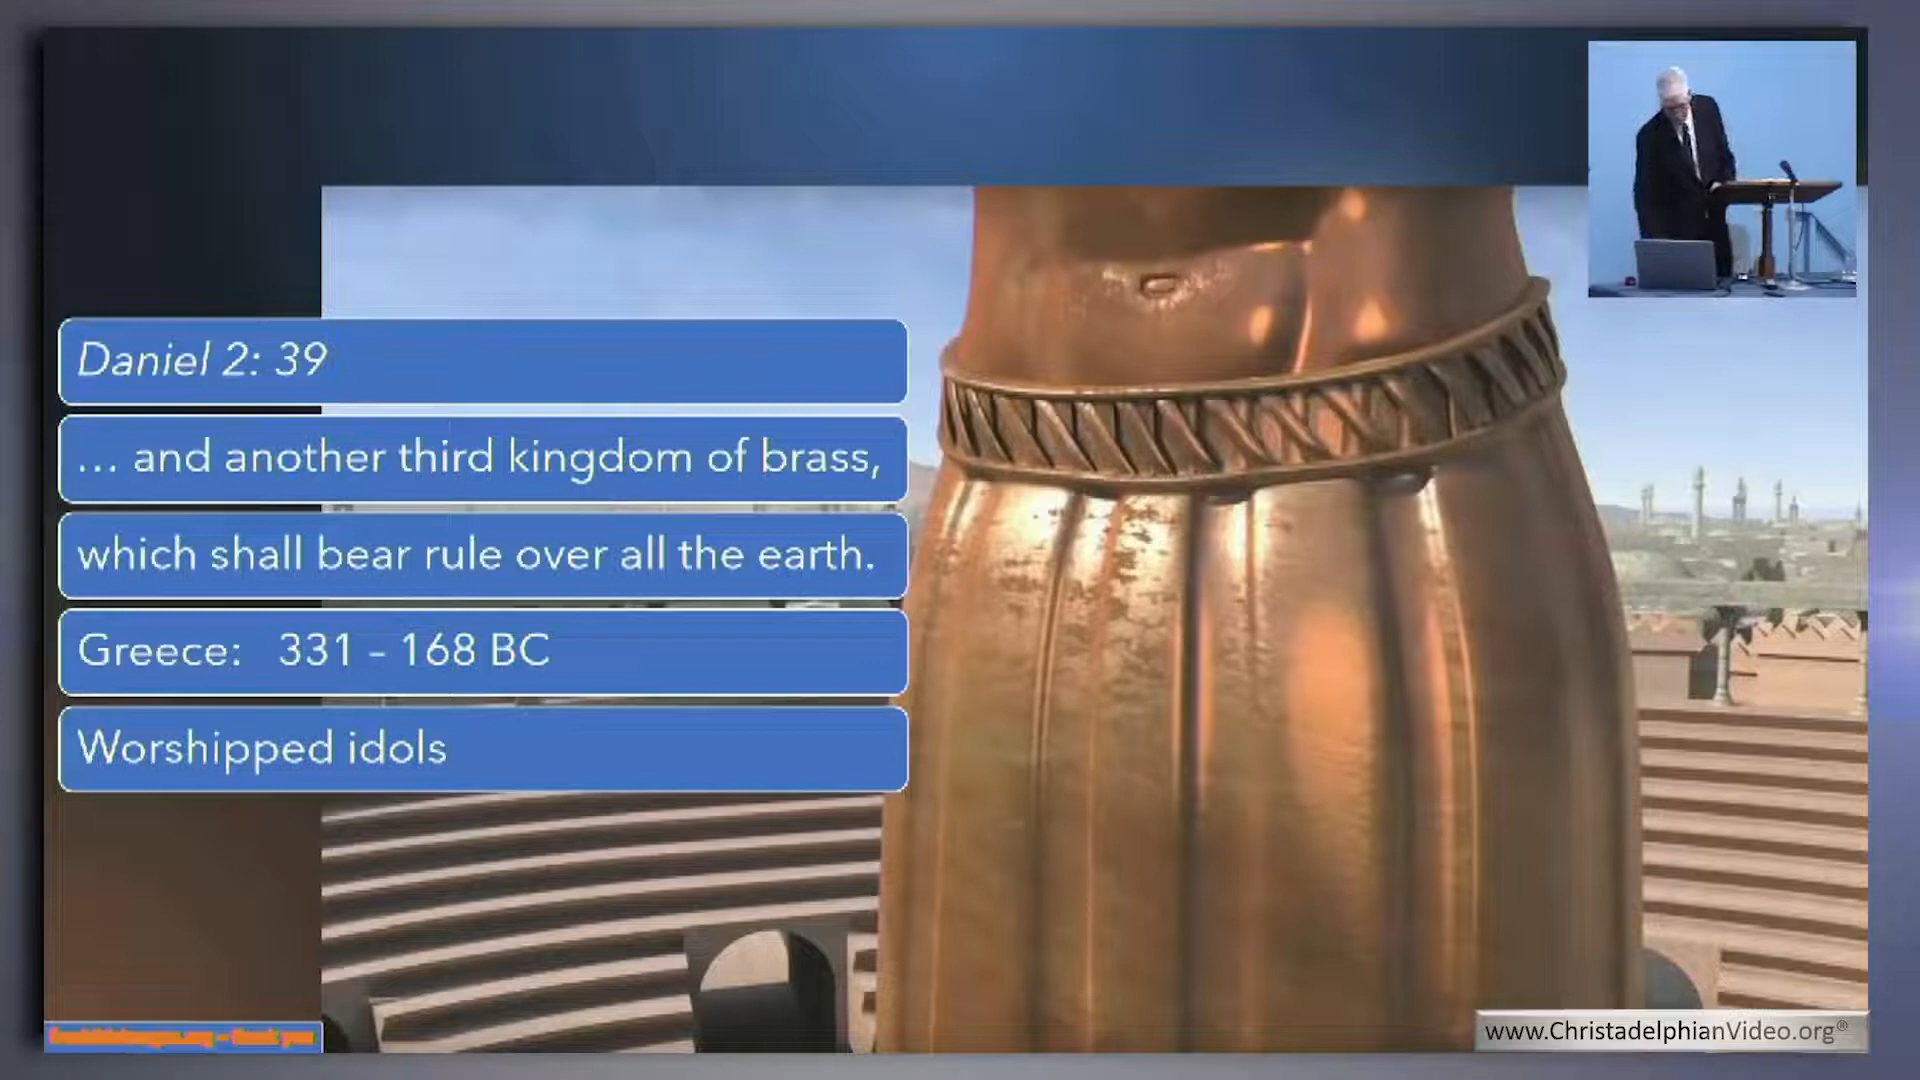 Daniel 2: 39
... and another third kingdom of brass,
which shall bear rule over all the earth.
Greece: 331 – 168 BC
Worshipped idols
www.ChristadelphianVideo.org®